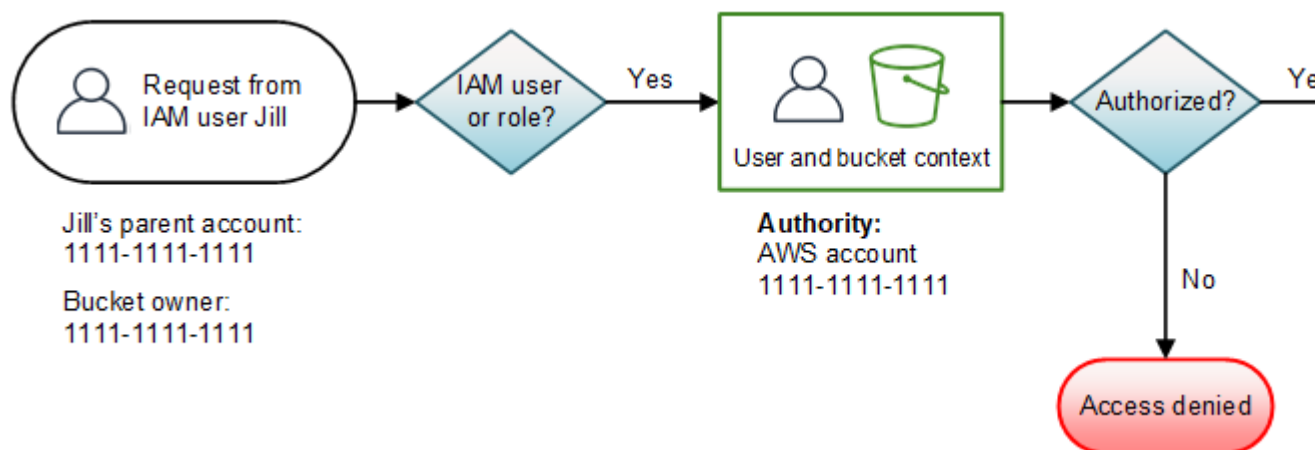 Request from
IAM user Jill
IAM user
or role?
Yes
User and bucket context
Authorized?
Ye
Jill's parent account:
1111-1111-1111
Bucket owner:
1111-1111-1111
Authority:
AWS account
1111-1111-1111
No
Access denied